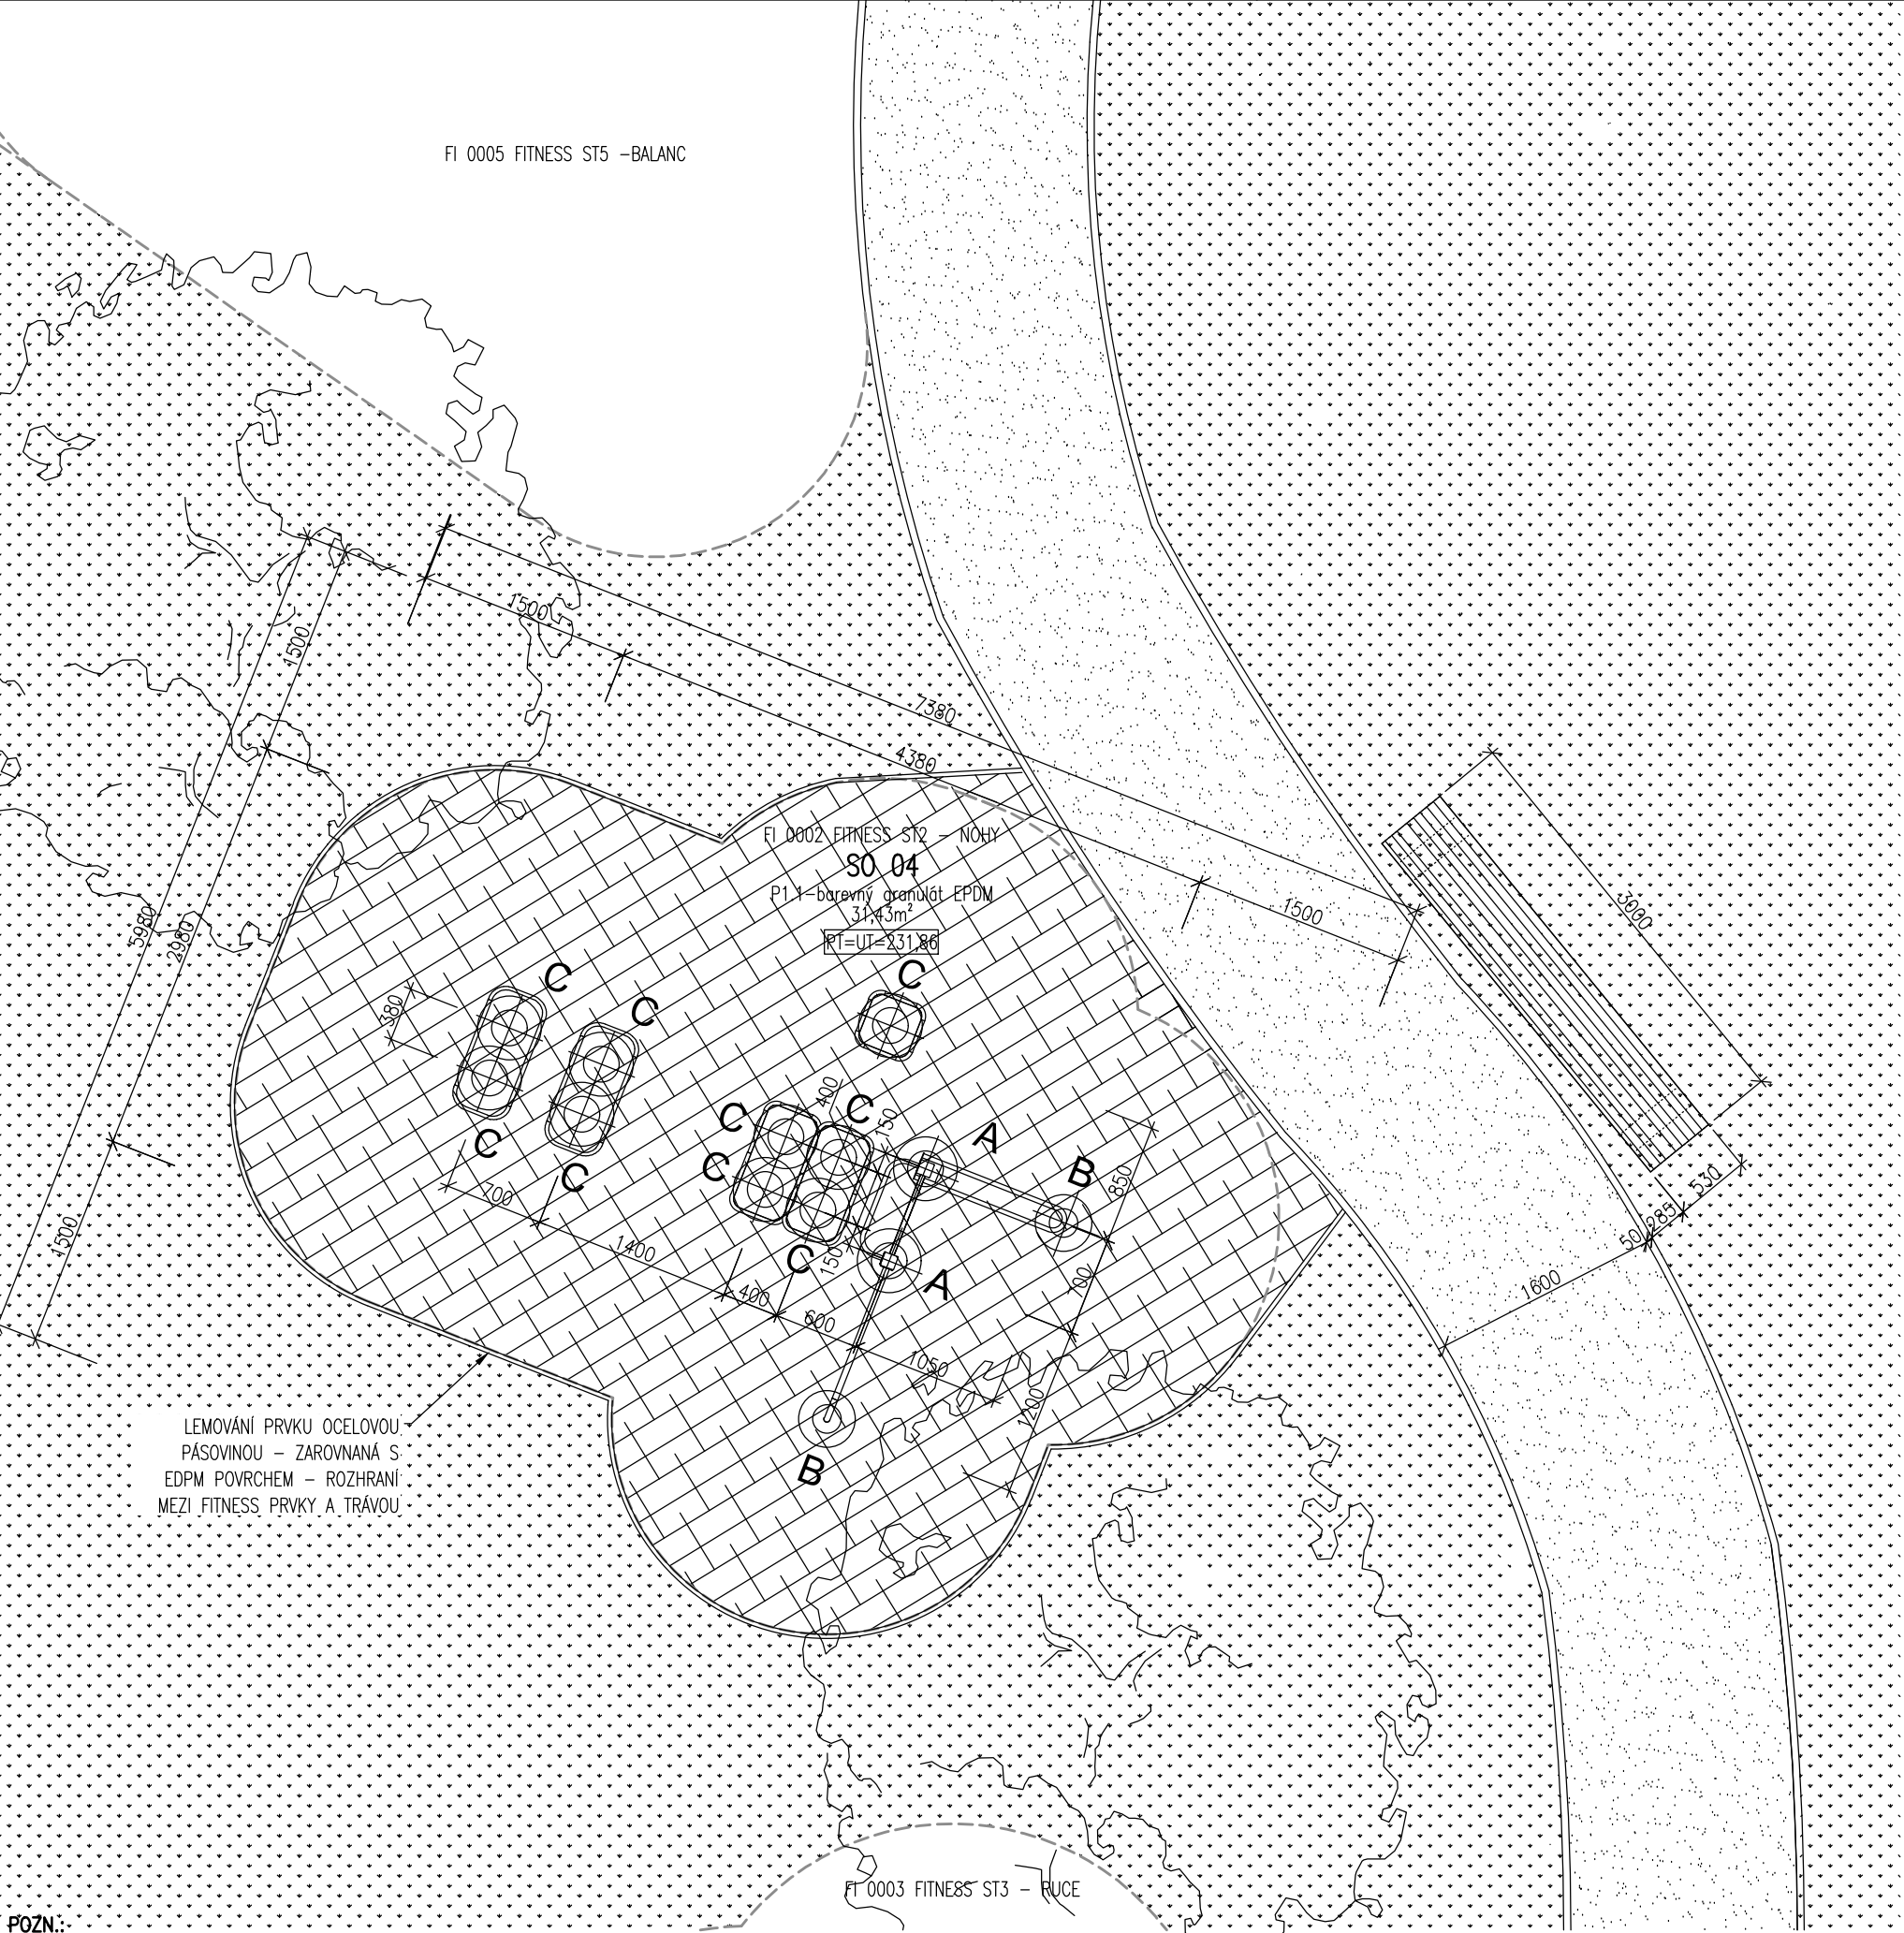 FI 0005 FITNESS ST5 -BALANC
1500
1500
7380
4380
FI 0002 FITNESS ST2 - NOHY
SO 04
P1.1-barevný granulát EPDM
31,43m²
PT=UT=231,86
1500
3000
5980
2980
380
C
C
C
C
C
C
C
C
C
400
150
A
B
850
530
285
50
1600
1500
700
1400
400
600
150
A
700
1050
1200
B
LEMOVÁNÍ PRVKU OCELOVOU
PÁSOVINOU - ZAROVNANÁ S
EDPM POVRCHEM - ROZHRANÍ
MEZI FITNESS PRVKY A TRÁVOU
FI 0003 FITNESS ST3 - RUCE
POZN.: